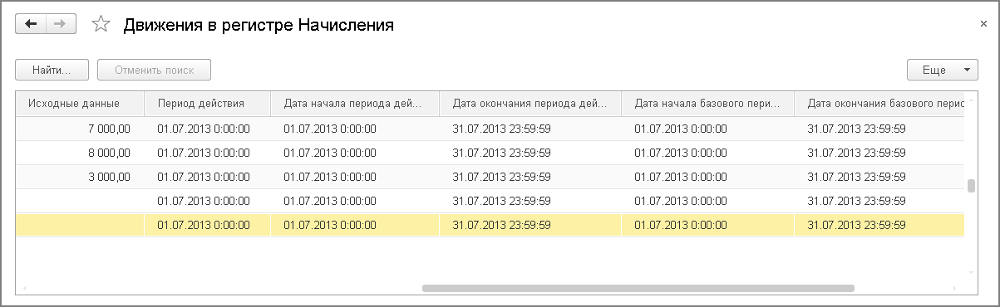 Движения в регистре Начисления
Найти... Отменить поиск Еще
Исходные данные Период действия Дата начала периода дей... Дата окончания периода дей... Дата начала базового пери... Дата окончания базового перис
7 000,00 01.07.2013 0:00:00 01.07.2013 0:00:00 31.07.2013 23:59:59 01.07.2013 0:00:00 31.07.2013 23:59:59
8 000,00 01.07.2013 0:00:00 01.07.2013 0:00:00 31.07.2013 23:59:59 01.07.2013 0:00:00 31.07.2013 23:59:59
3 000,00 01.07.2013 0:00:00 01.07.2013 0:00:00 31.07.2013 23:59:59 01.07.2013 0:00:00 31.07.2013 23:59:59
01.07.2013 0:00:00 01.07.2013 0:00:00 31.07.2013 23:59:59 01.07.2013 0:00:00 31.07.2013 23:59:59
01.07.2013 0:00:00 01.07.2013 0:00:00 31.07.2013 23:59:59 01.07.2013 0:00:00 31.07.2013 23:59:59